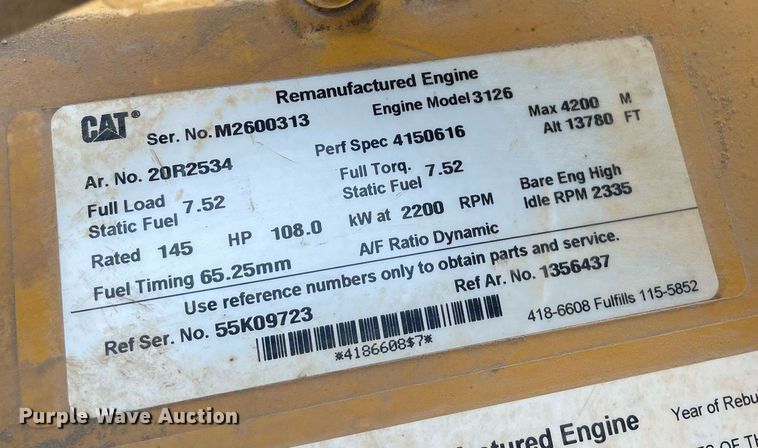 Remanufactured Engine
CAT® Ser. No. M2600313 Engine Model 3126 Max 4200 M
Ar. No. 20R2534 Perf Spec 4150616 Alt 13780 FT
Full Load Static Fuel 7.52 Full Torq. Static Fuel 7.52 Bare Eng High Idle RPM 2335
Rated 145 HP 108.0 kW at 2200 RPM
Fuel Timing 65.25mm A/F Ratio Dynamic
Use reference numbers only to obtain parts and service.
Ref Ser. No. 55K09723 Ref Ar. No. 1356437
*4186608$7* 418-6608 Fulfills 115-5852
Purple Wave Auction
Engine Year of